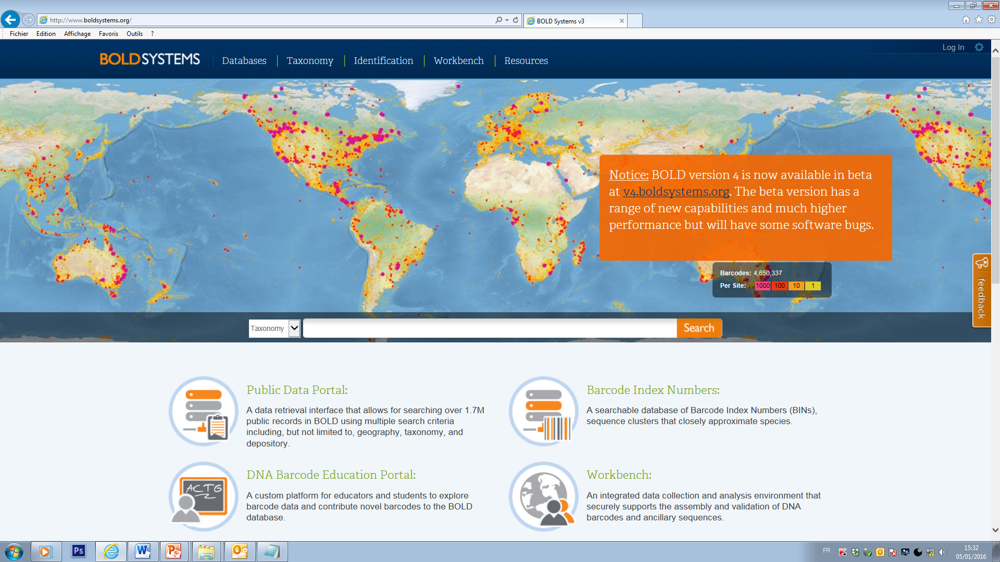 http://www.boldsystems.org/
BOLD Systems v3
Fichier Edition Affichage Favoris Outils ?
Log In
BOLDSYSTEMS Databases Taxonomy Identification Workbench Resources
Notice: BOLD version 4 is now available in beta
at v4.boldsystems.org. The beta version has a
range of new capabilities and much higher
performance but will have some software bugs.
Barcodes: 4,650,337
Per Site: 1000 100 10 1
feedback
Taxonomy
Search
Public Data Portal:
A data retrieval interface that allows for searching over 1.7M
public records in BOLD using multiple search criteria
including, but not limited to, geography, taxonomy, and
depository.
Barcode Index Numbers:
A searchable database of Barcode Index Numbers (BINs),
sequence clusters that closely approximate species.
ACTG
DNA Barcode Education Portal:
A custom platform for educators and students to explore
barcode data and contribute novel barcodes to the BOLD
database.
Workbench:
An integrated data collection and analysis environment that
securely supports the assembly and validation of DNA
barcodes and ancillary sequences.
Ps
FR
15:32
05/01/2016